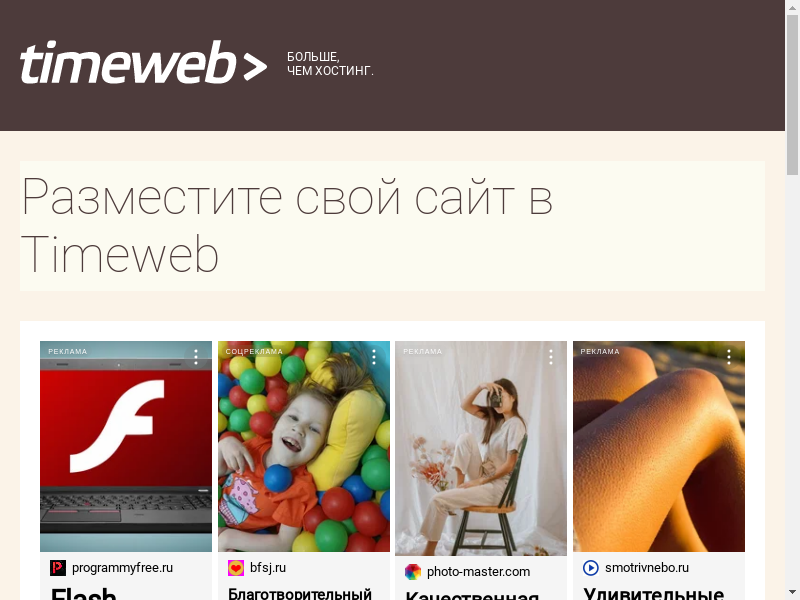 timeweb>
БОЛЬШЕ,
ЧЕМ ХОСТИНГ.
Разместите свой сайт в
Timeweb
РЕКЛАМА
СОЦРЕКЛАМА
РЕКЛАМА
РЕКЛАМА
programmyfree.ru
bfsj.ru
photo-master.com
smotrivnebo.ru
Flash
Благотворительный
Качественная
Удивительные